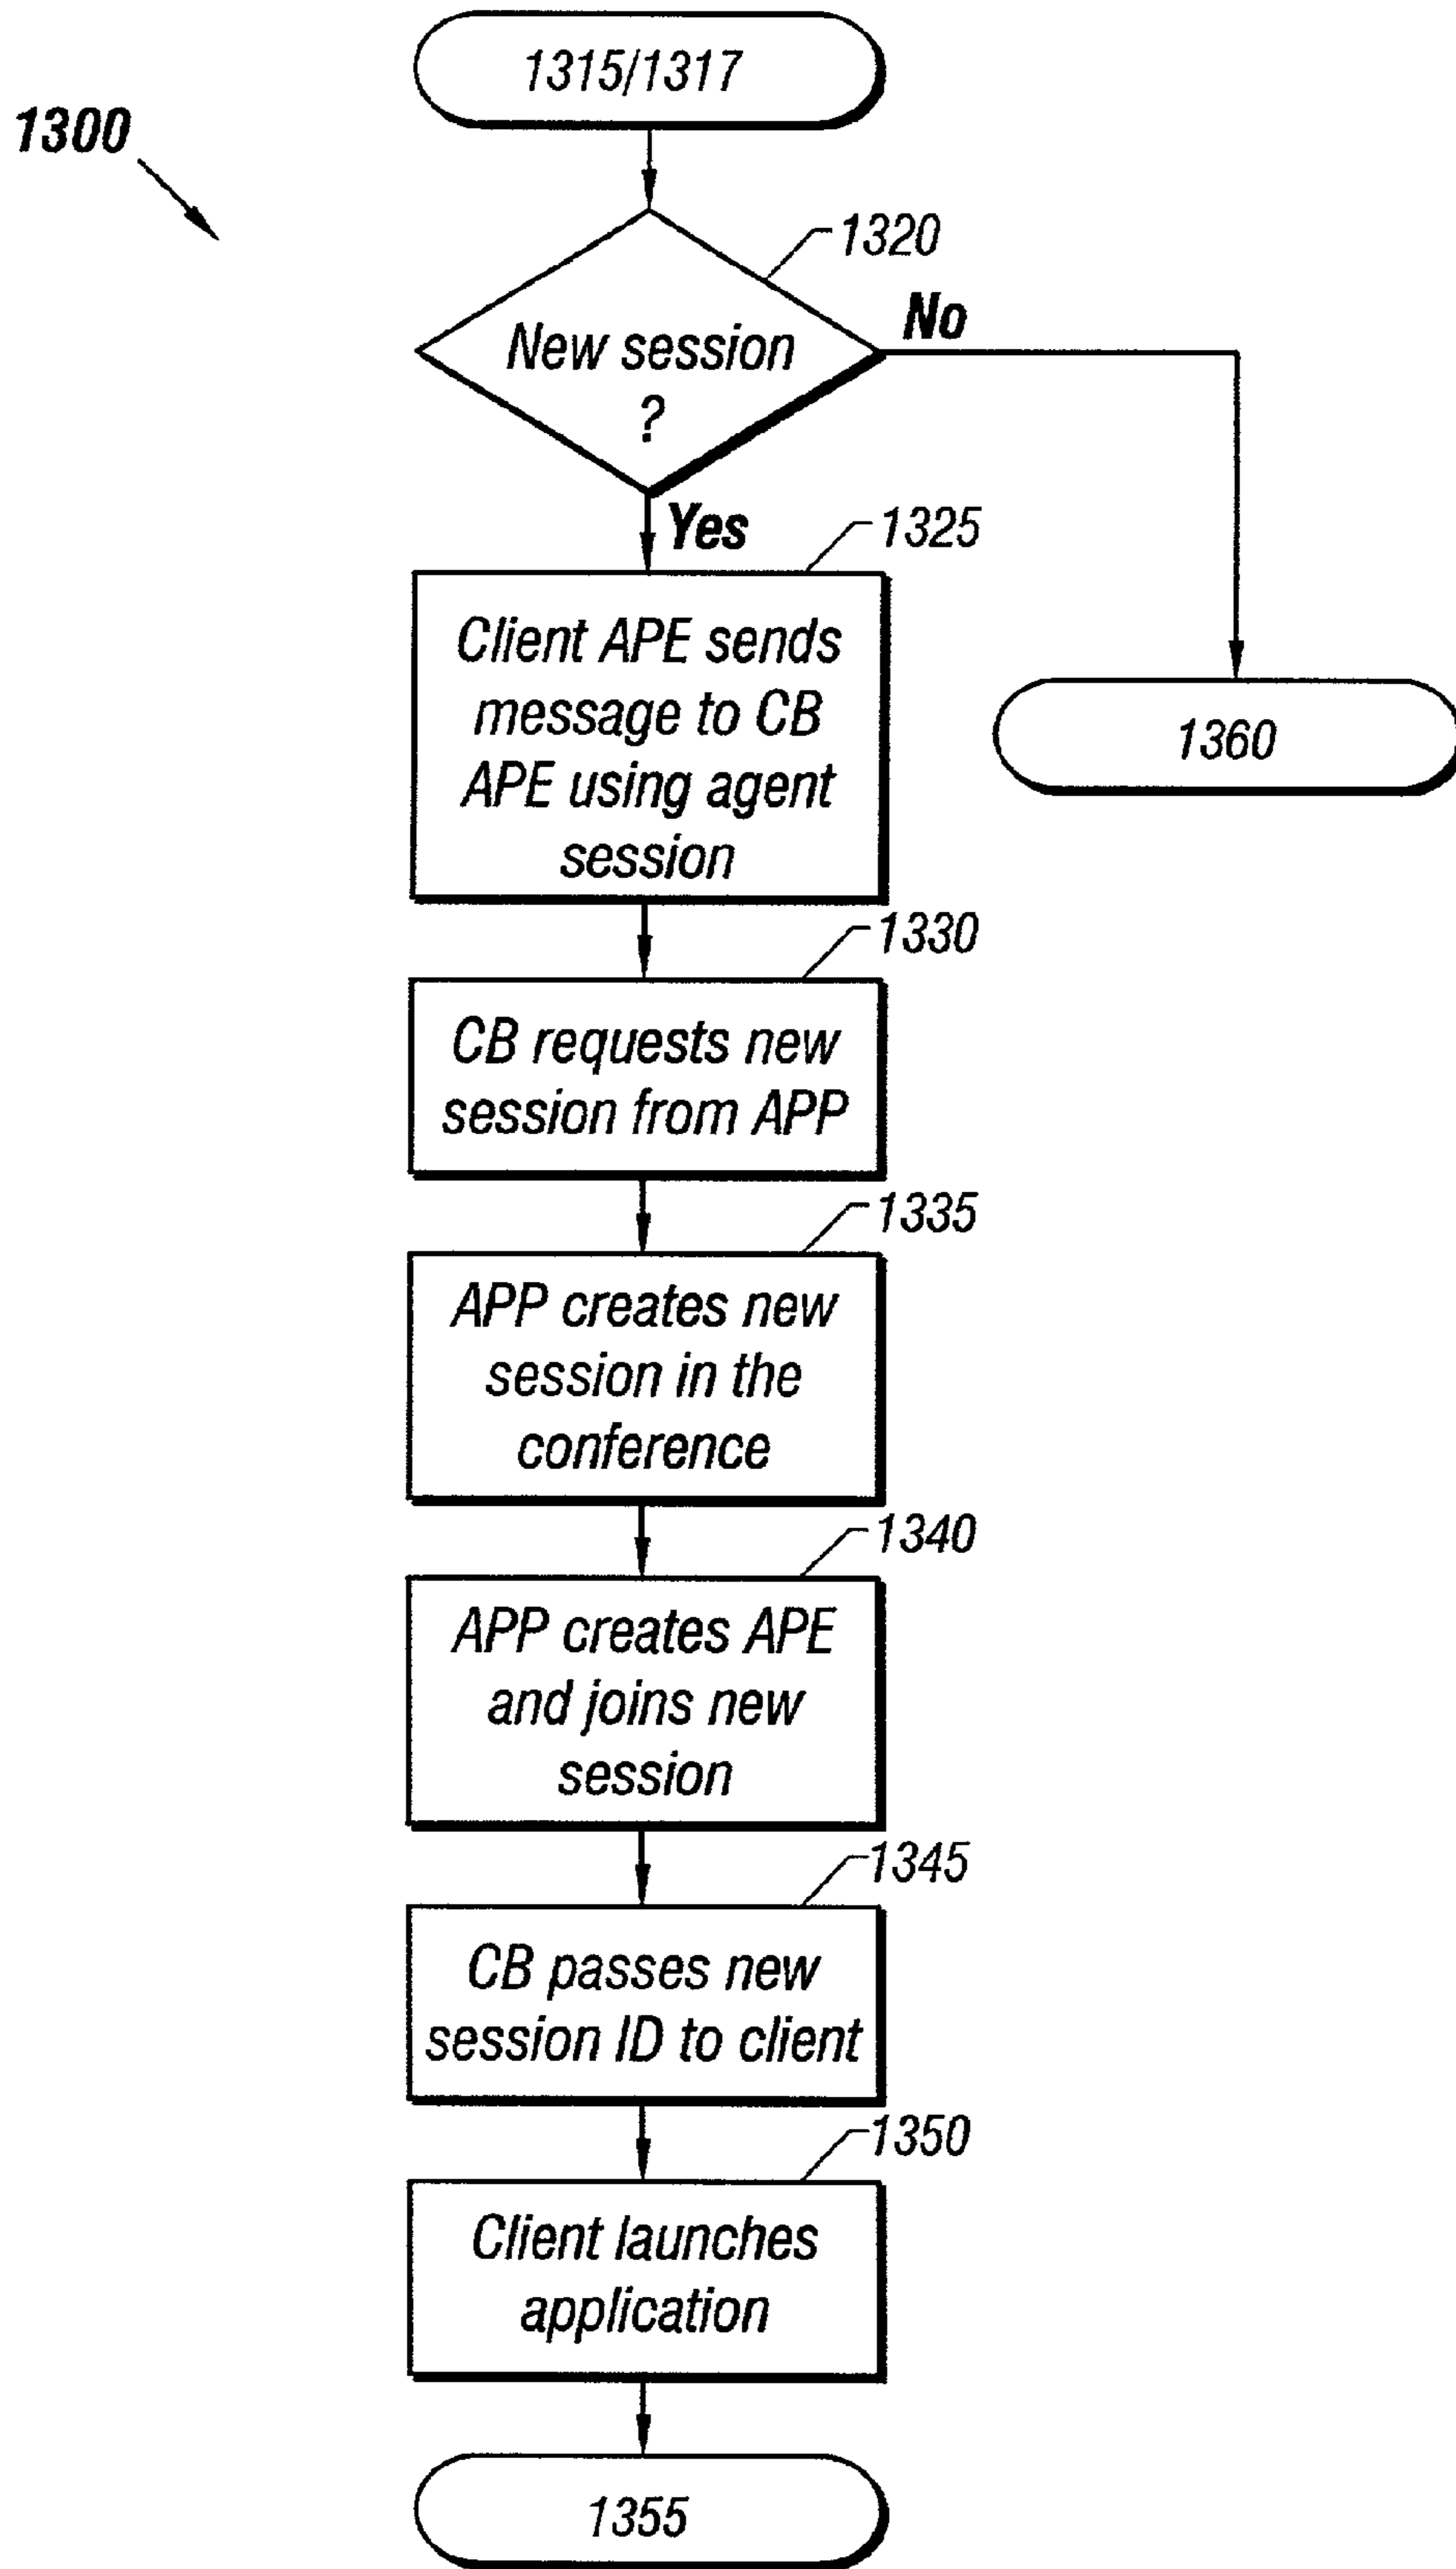 1315/1317
1300
1320
No
New session
?
Yes
1325
Client APE sends
message to CB
APE using agent
session
1360
1330
CB requests new
session from APP
1335
APP creates new
session in the
conference
1340
APP creates APE
and joins new
session
1345
CB passes new
session ID to client
1350
Client launches
application
1355